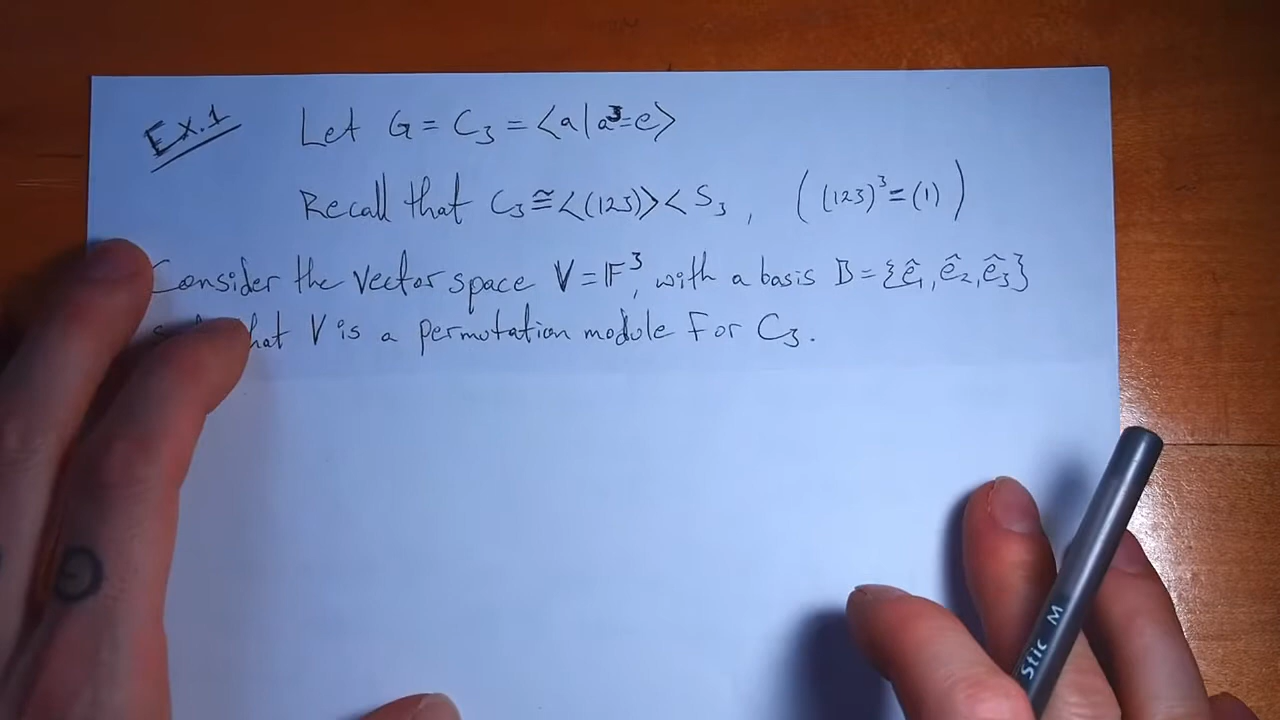 Ex.1 Let G = C₃ = <a | a³=e>
Recall that C₃ ≅ <(123)> < S₃ , ( (123)³ = (1) )
Consider the vector space V = 𝔽³, with a basis B = {ê₁, ê₂, ê₃}
that V is a permutation module for C₃.
Stic M